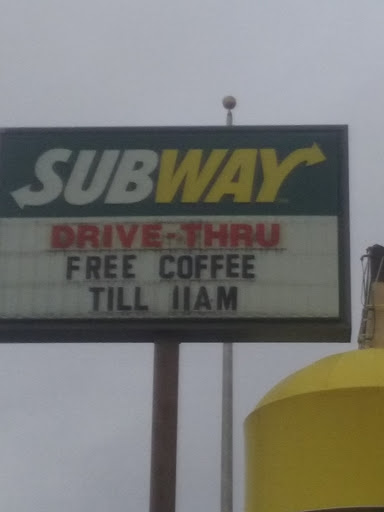 SUBWAY
DRIVE-THRU
FREE COFFEE
TILL 11AM